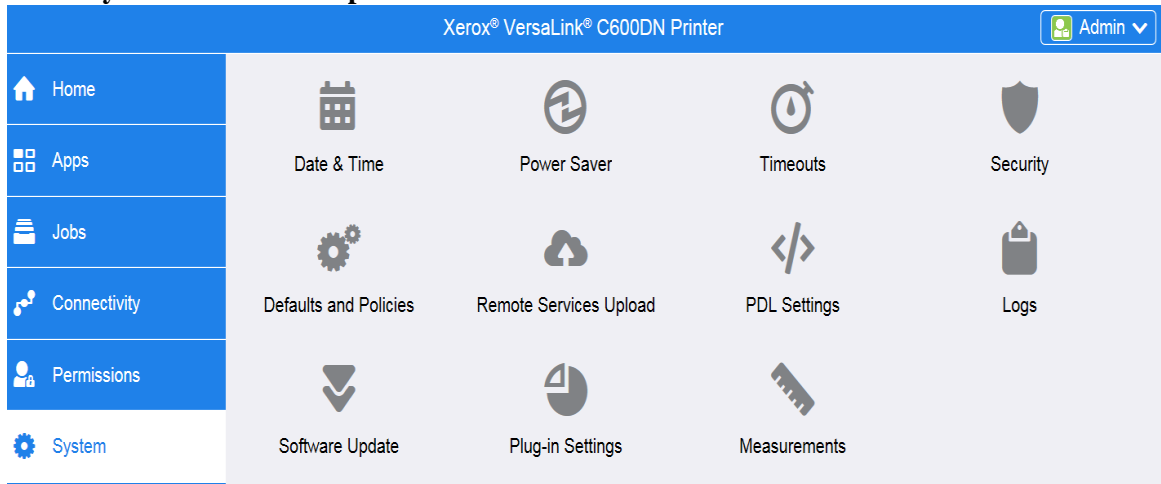 Xerox® VersaLink® C600DN Printer
Admin
Home
Apps
Jobs
Connectivity
Permissions
System
Date & Time
Power Saver
Timeouts
Security
Defaults and Policies
Remote Services Upload
PDL Settings
Logs
Software Update
Plug-in Settings
Measurements